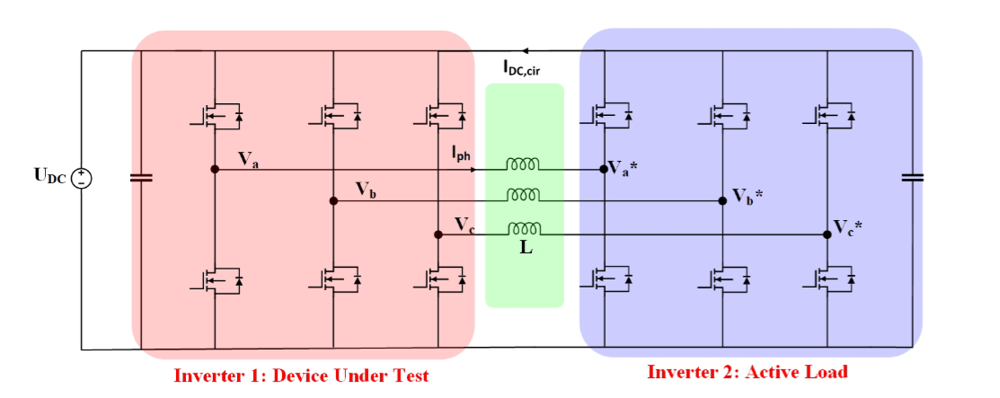 I_DC,cir
I_ph
V_a
V_a*
U_DC
+
−
V_b
V_b*
V_c
V_c*
L
Inverter 1: Device Under Test
Inverter 2: Active Load